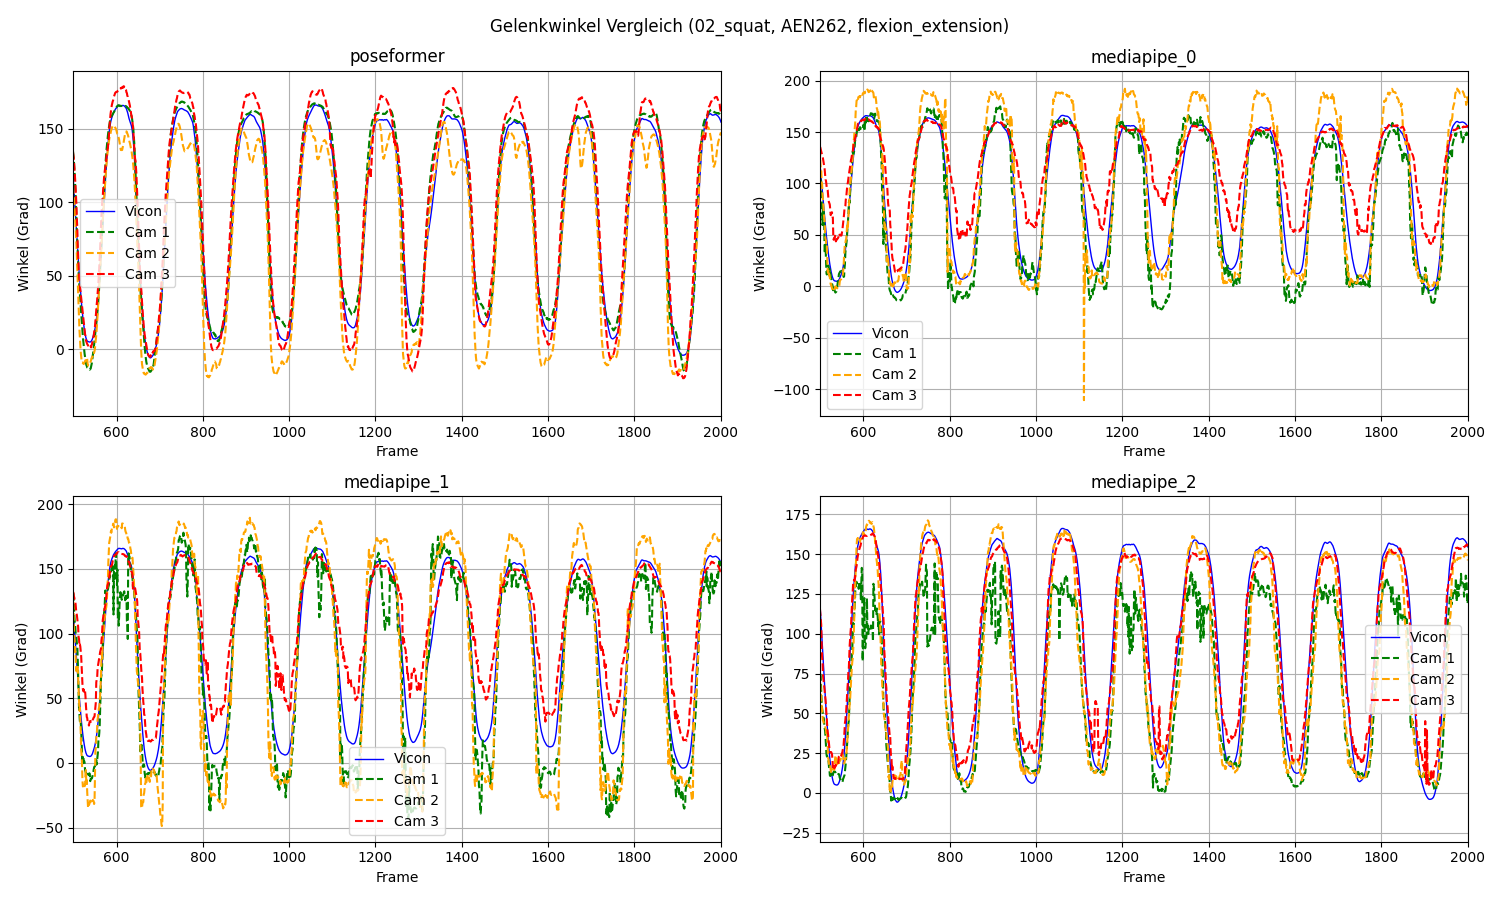 Gelenkwinkel Vergleich (02_squat, AEN262, flexion_extension)
poseformer
Winkel (Grad)
150
100
50
0
Vicon
Cam 1
Cam 2
Cam 3
600 800 1000 1200 1400 1600 1800 2000
Frame
mediapipe_0
Winkel (Grad)
200
150
100
50
0
−50
−100
Vicon
Cam 1
Cam 2
Cam 3
600 800 1000 1200 1400 1600 1800 2000
Frame
mediapipe_1
Winkel (Grad)
200
150
100
50
0
−50
Vicon
Cam 1
Cam 2
Cam 3
600 800 1000 1200 1400 1600 1800 2000
Frame
mediapipe_2
Winkel (Grad)
175
150
125
100
75
50
25
0
−25
Vicon
Cam 1
Cam 2
Cam 3
600 800 1000 1200 1400 1600 1800 2000
Frame